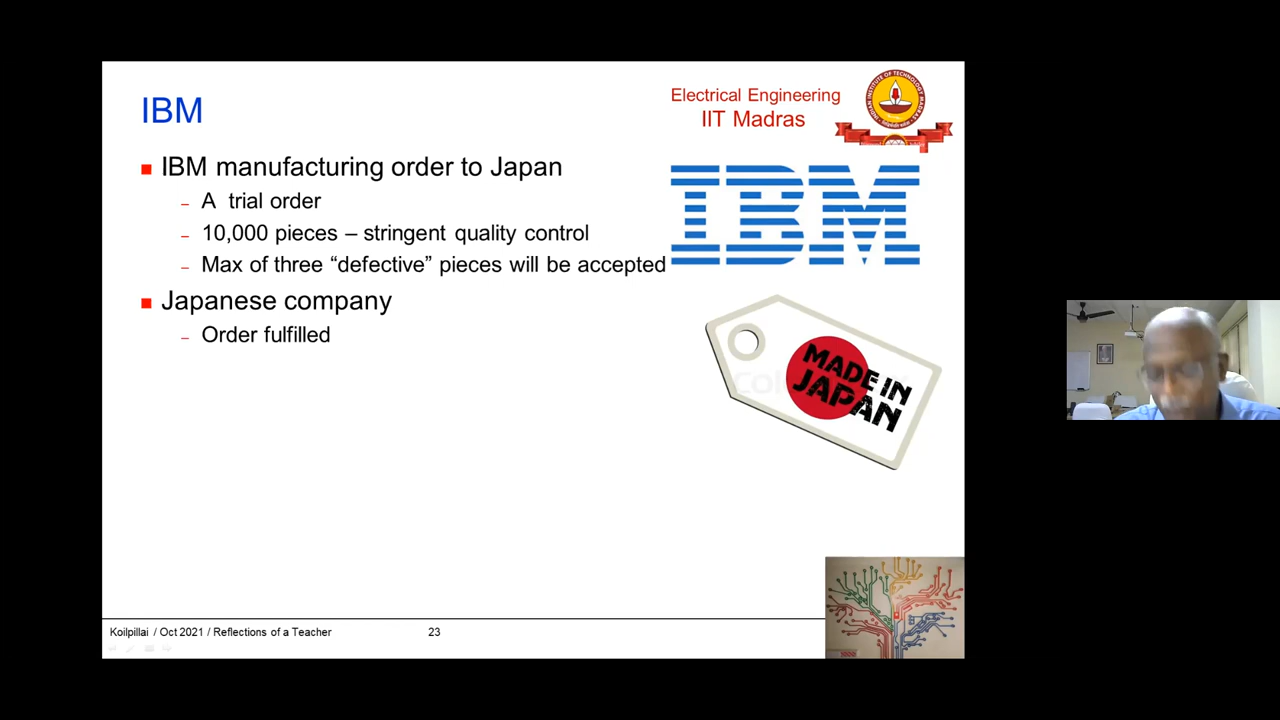 IBM
Electrical Engineering
IIT Madras
IBM manufacturing order to Japan
– A trial order
– 10,000 pieces – stringent quality control
– Max of three “defective” pieces will be accepted
Japanese company
– Order fulfilled
IBM
MADE IN
JAPAN
Koilpillai / Oct 2021 / Reflections of a Teacher
23